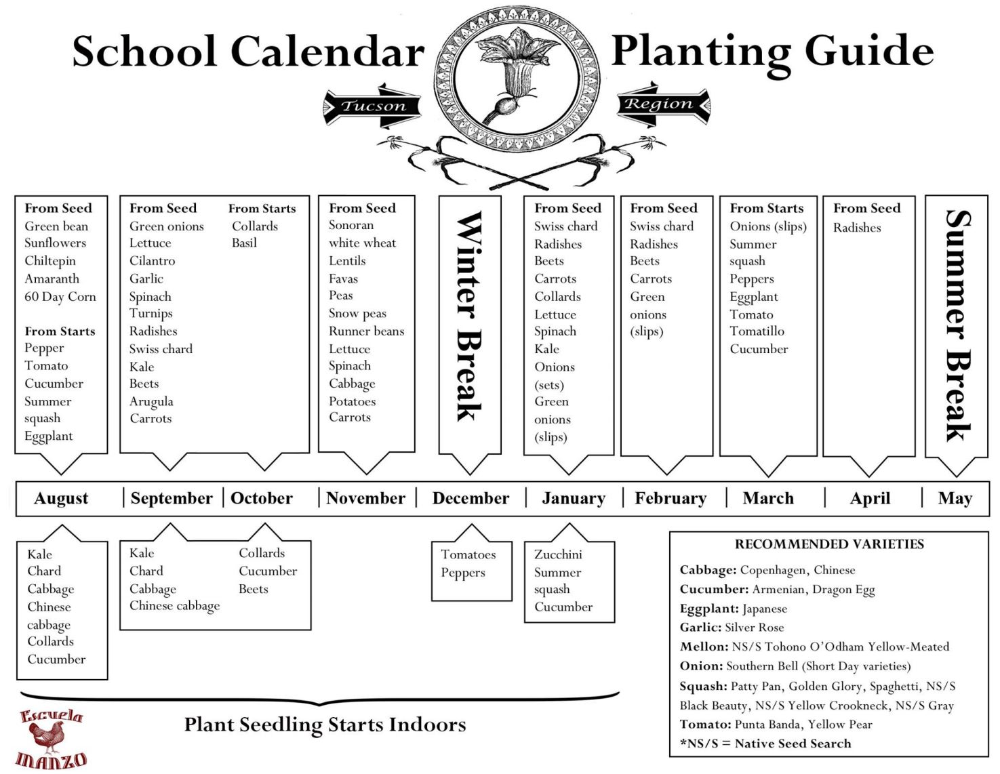 School Calendar Planting Guide
Tucson Region
From Seed
Green bean
Sunflowers
Chiltepin
Amaranth
60 Day Corn
From Starts
Pepper
Tomato
Cucumber
Summer
squash
Eggplant
From Seed
Green onions
Lettuce
Cilantro
Garlic
Spinach
Turnips
Radishes
Swiss chard
Kale
Beets
Arugula
Carrots
From Starts
Collards
Basil
From Seed
Sonoran
white wheat
Lentils
Favas
Peas
Snow peas
Runner beans
Lettuce
Spinach
Cabbage
Potatoes
Carrots
Winter Break
From Seed
Swiss chard
Radishes
Beets
Carrots
Collards
Lettuce
Spinach
Kale
Onions
(sets)
Green
onions
(slips)
From Seed
Swiss chard
Radishes
Beets
Carrots
Green
onions
(slips)
From Starts
Onions (slips)
Summer
squash
Peppers
Eggplant
Tomato
Tomatillo
Cucumber
From Seed
Radishes
Summer Break
August | September | October | November | December | January | February | March | April | May
Kale
Chard
Cabbage
Chinese
cabbage
Collards
Cucumber
Kale
Chard
Cabbage
Chinese cabbage
Collards
Cucumber
Beets
Tomatoes
Peppers
Zucchini
Summer
squash
Cucumber
Plant Seedling Starts Indoors
RECOMMENDED VARIETIES
Cabbage: Copenhagen, Chinese
Cucumber: Armenian, Dragon Egg
Eggplant: Japanese
Garlic: Silver Rose
Mellon: NS/S Tohono O'Odham Yellow-Meated
Onion: Southern Bell (Short Day varieties)
Squash: Patty Pan, Golden Glory, Spaghetti, NS/S
Black Beauty, NS/S Yellow Crookneck, NS/S Gray
Tomato: Punta Banda, Yellow Pear
*NS/S = Native Seed Search
Escuela
MANZO